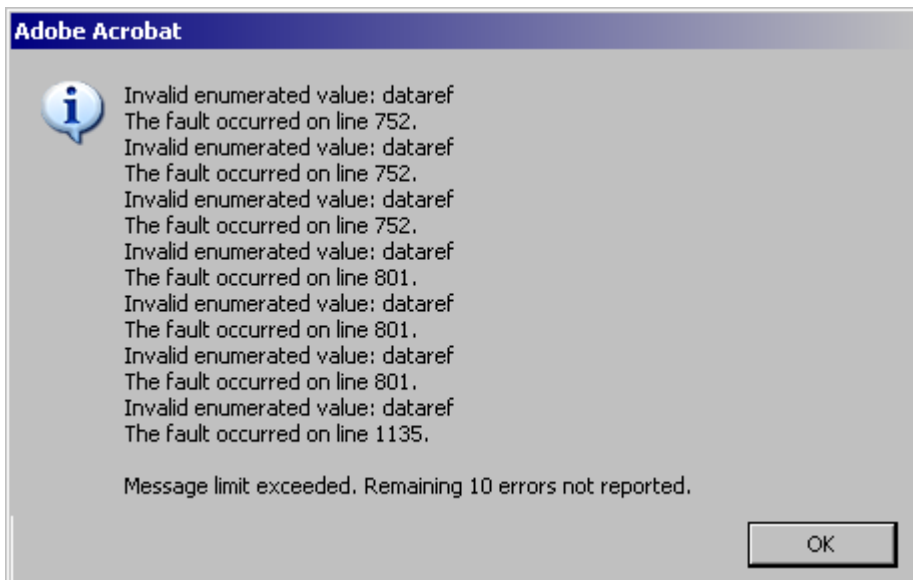 Adobe Acrobat
Invalid enumerated value: dataref
The fault occurred on line 752.
Invalid enumerated value: dataref
The fault occurred on line 752.
Invalid enumerated value: dataref
The fault occurred on line 752.
Invalid enumerated value: dataref
The fault occurred on line 801.
Invalid enumerated value: dataref
The fault occurred on line 801.
Invalid enumerated value: dataref
The fault occurred on line 801.
Invalid enumerated value: dataref
The fault occurred on line 1135.
Message limit exceeded. Remaining 10 errors not reported.
OK